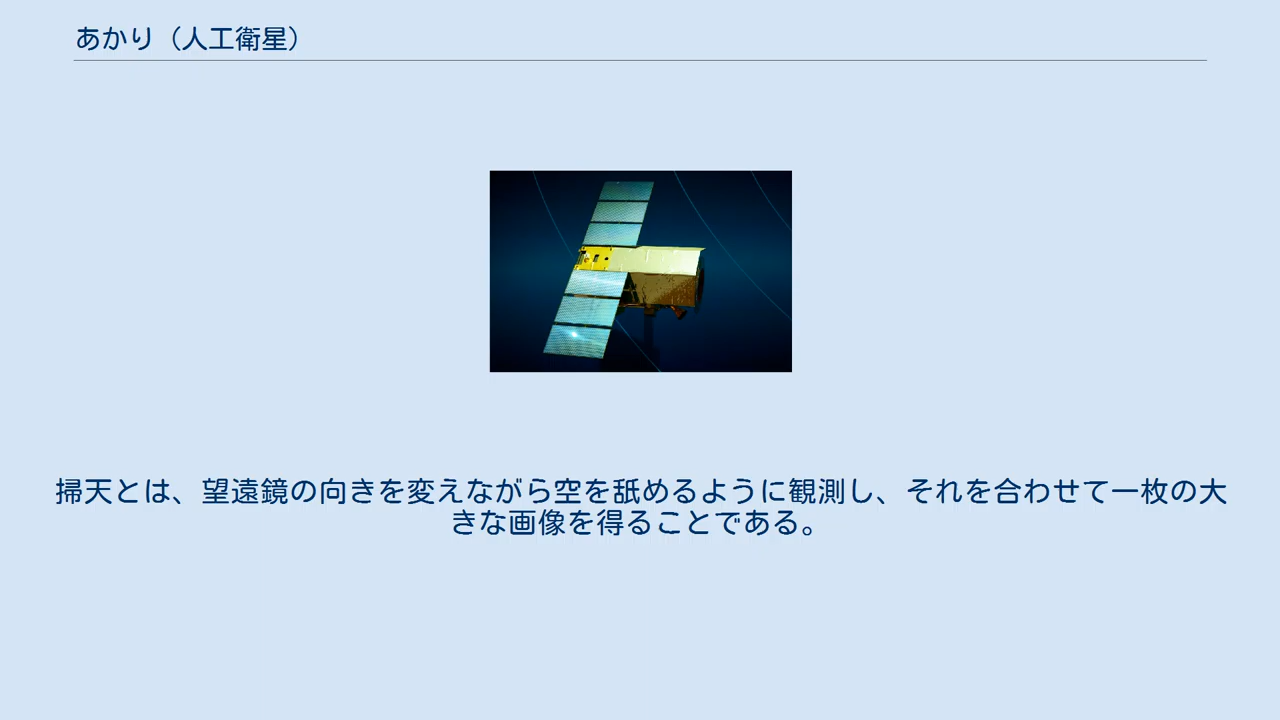 あかり（人工衛星）
掃天とは、望遠鏡の向きを変えながら空を舐めるように観測し、それを合わせて一枚の大
きな画像を得ることである。